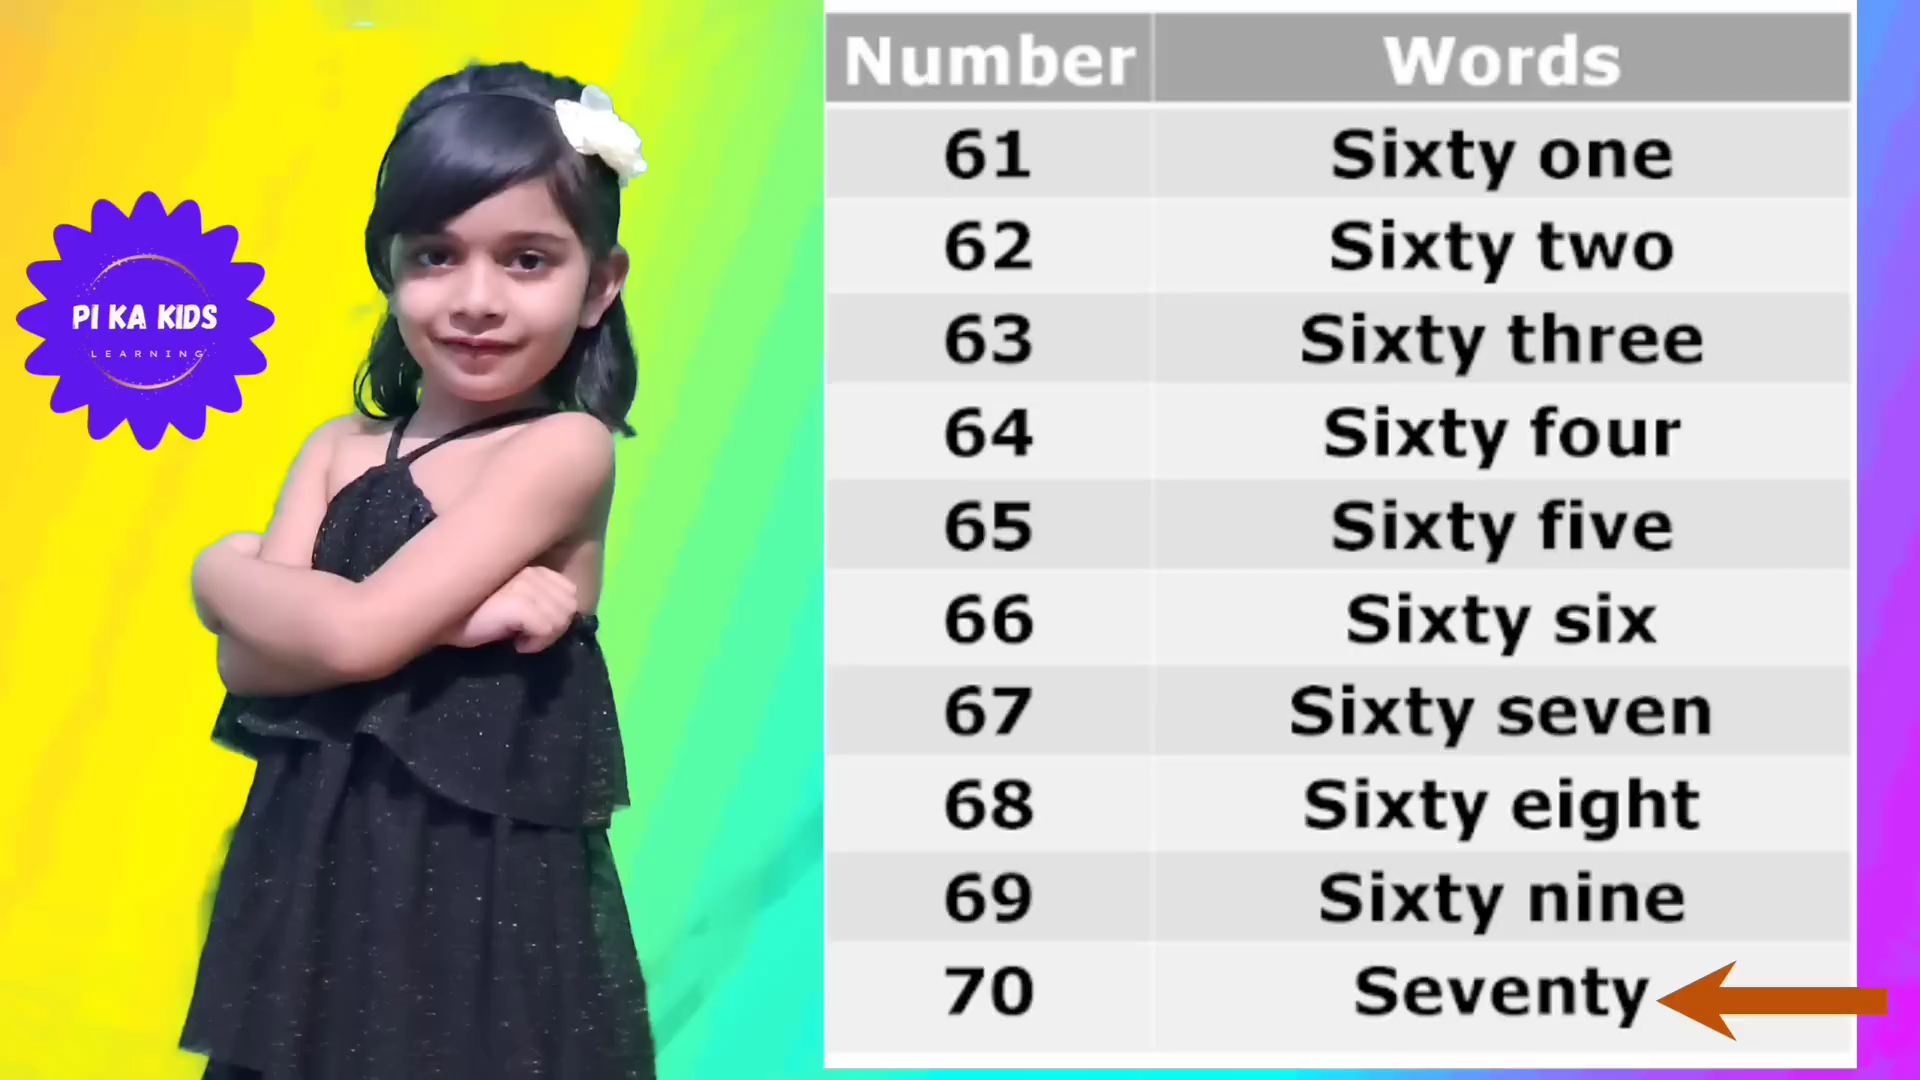 PI KA KIDS
LEARNING
Number Words
61 Sixty one
62 Sixty two
63 Sixty three
64 Sixty four
65 Sixty five
66 Sixty six
67 Sixty seven
68 Sixty eight
69 Sixty nine
70 Seventy